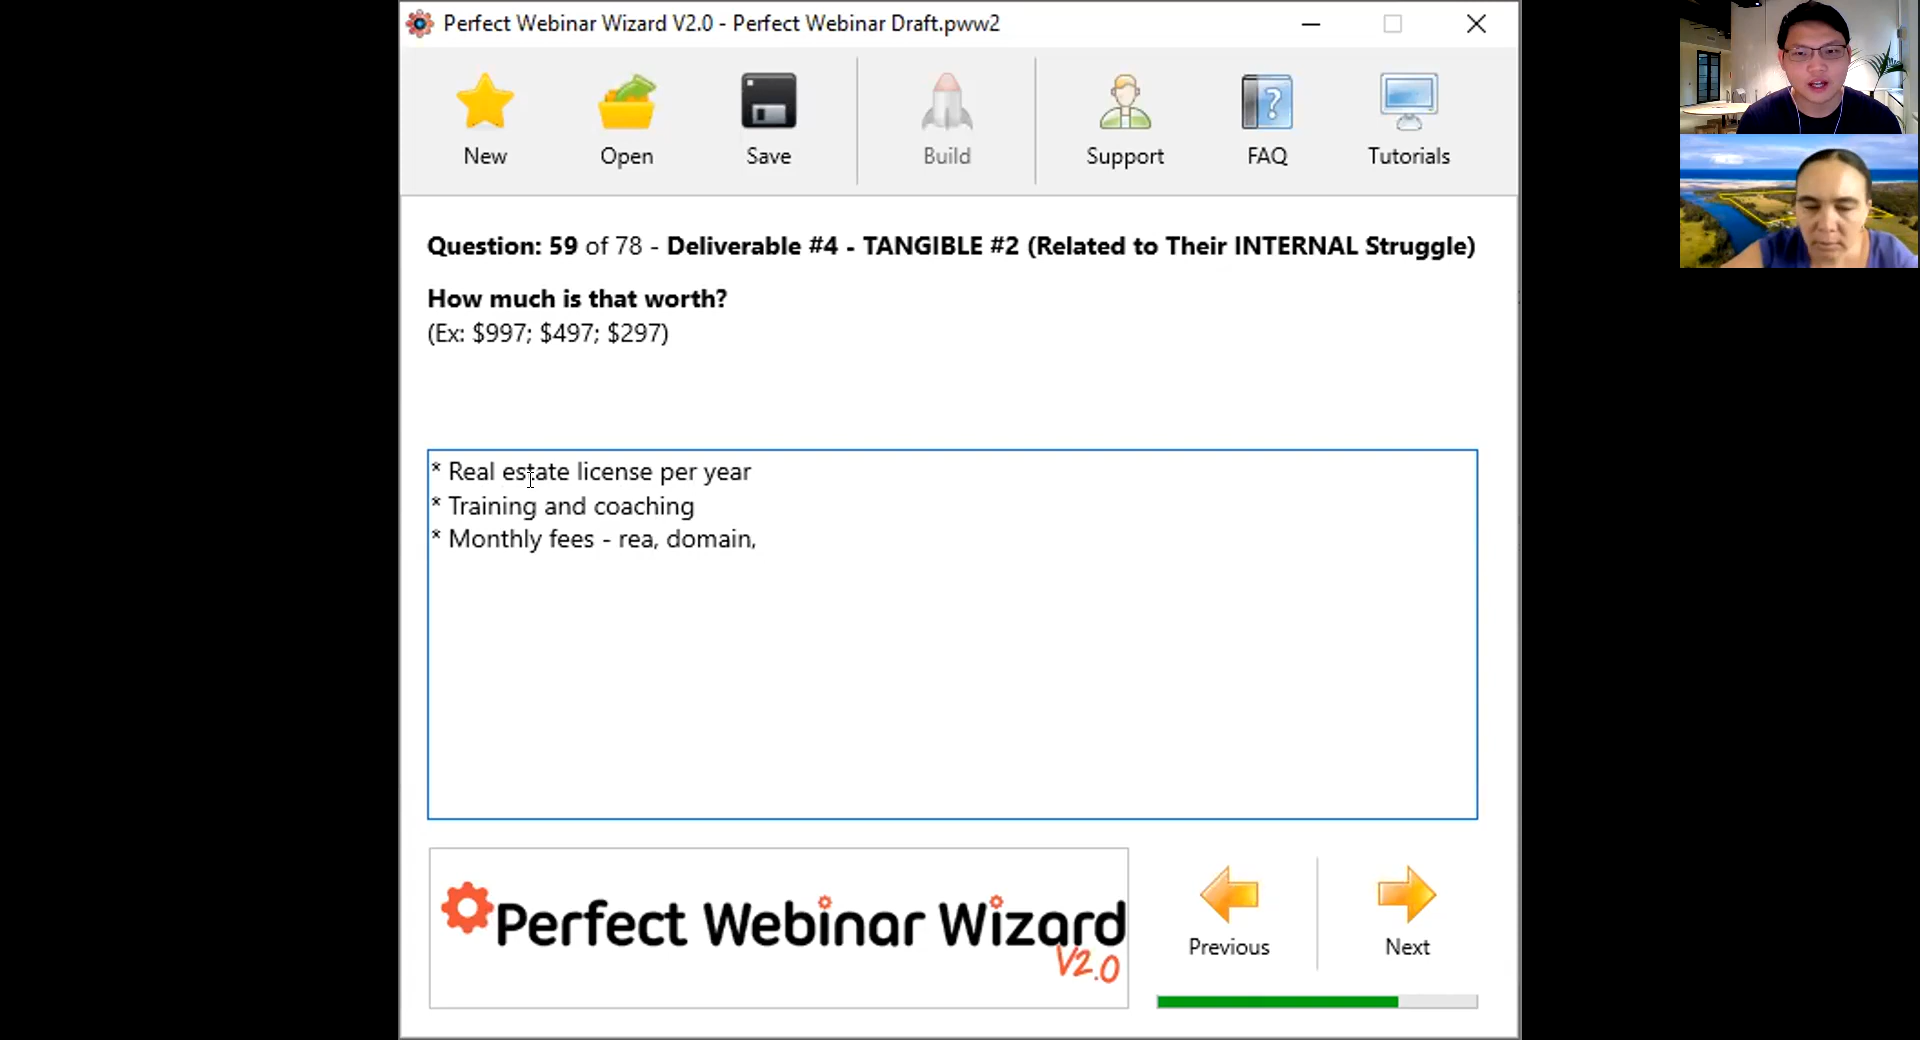 Perfect Webinar Wizard V2.0 - Perfect Webinar Draft.pww2
New
Open
Save
Build
Support
FAQ
Tutorials
Question: 59 of 78 - Deliverable #4 - TANGIBLE #2 (Related to Their INTERNAL Struggle)
How much is that worth?
(Ex: $997; $497; $297)
* Real estate license per year
* Training and coaching
* Monthly fees - rea, domain,
Perfect Webinar Wizard
V2.0
Previous
Next